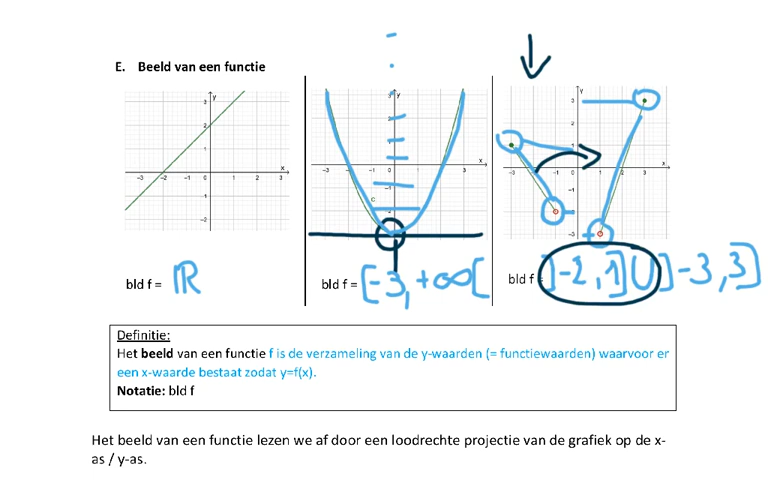 E. Beeld van een functie
bld f = ℝ
bld f = [-3, +∞[
bld f = ]-2, 1] U ]-3, 3]
Definitie:
Het beeld van een functie f is de verzameling van de y-waarden (= functiewaarden) waarvoor er
een x-waarde bestaat zodat y=f(x).
Notatie: bld f
Het beeld van een functie lezen we af door een loodrechte projectie van de grafiek op de x-
as / y-as.